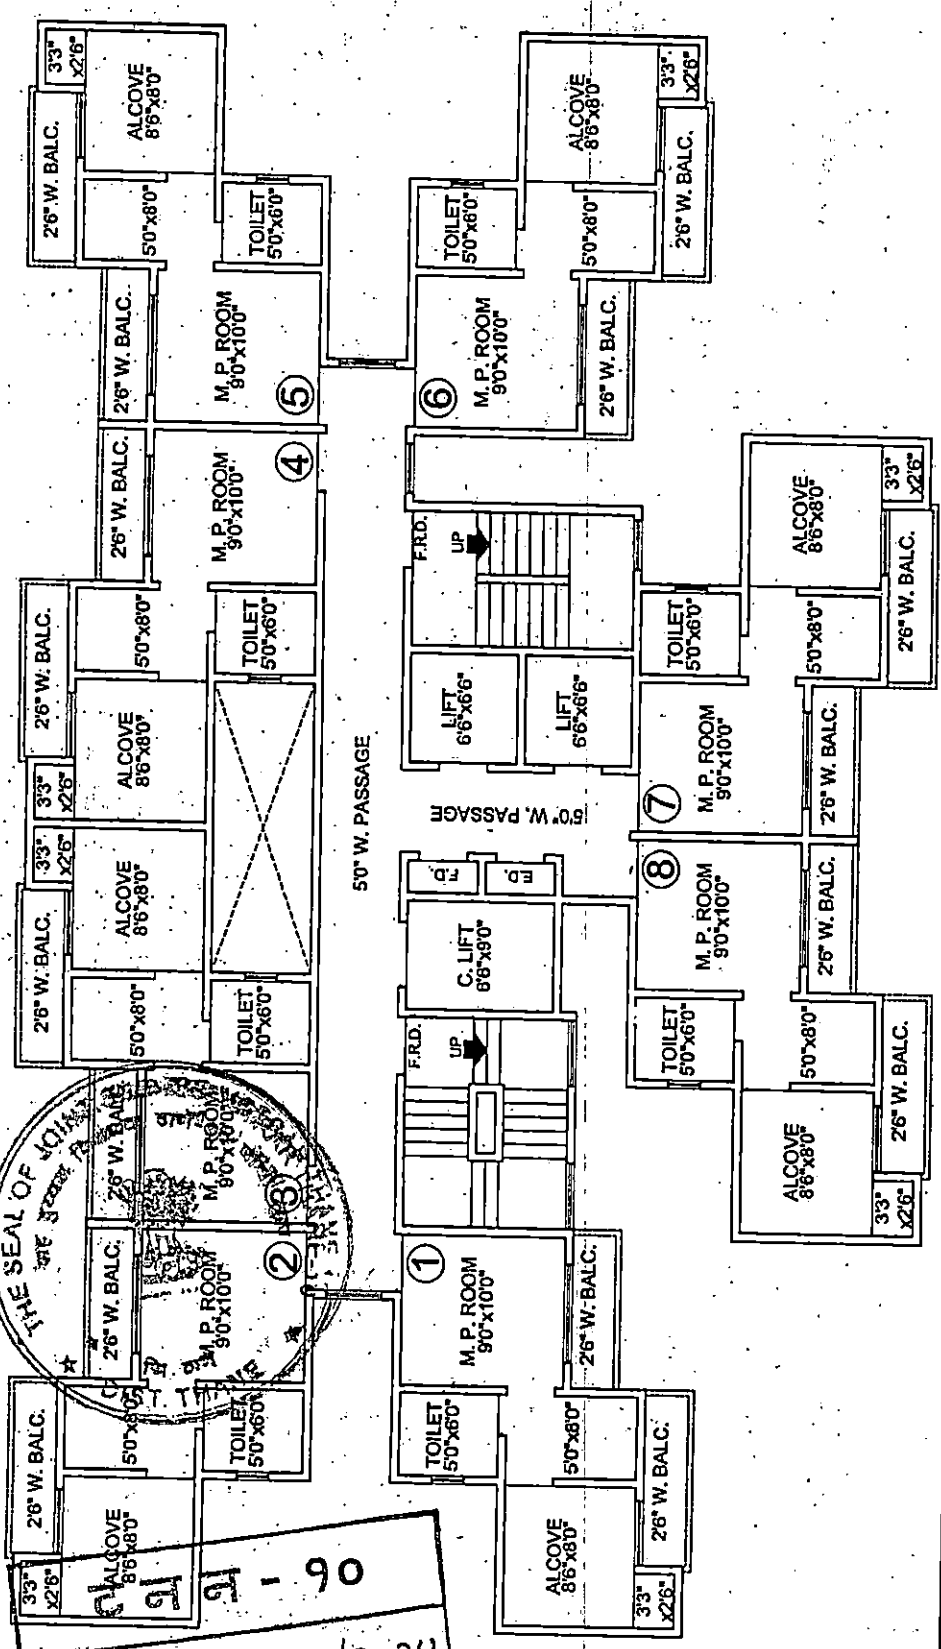 3'3"
x2'6"
2'6" W. BALC.
ALCOVE
8'6"x8'0"
5'0"x8'0"
TOILET
5'0"x6'0"
2'6" W. BALC.
M. P. ROOM
9'0"x10'0"
2
2'6" W. BALC.
M. P. ROOM
9'0"x10'0"
3
2'6" W. BALC.
5'0"x8'0"
TOILET
5'0"x6'0"
3'3"
x2'6"
ALCOVE
8'6"x8'0"
3'3"
x2'6"
2'6" W. BALC.
ALCOVE
8'6"x8'0"
5'0"x8'0"
TOILET
5'0"x6'0"
2'6" W. BALC.
M. P. ROOM
9'0"x10'0"
4
2'6" W. BALC.
M. P. ROOM
9'0"x10'0"
5
2'6" W. BALC.
5'0"x8'0"
TOILET
5'0"x6'0"
3'3"
x2'6"
ALCOVE
8'6"x8'0"
5'0" W. PASSAGE
1
M. P. ROOM
9'0"x10'0"
TOILET
5'0"x6'0"
5'0"x8'0"
ALCOVE
8'6"x8'0"
2'6" W. BALC.
2'6" W. BALC.
3'3"
x2'6"
F.R.D.
UP
C. LIFT
6'6"x9'0"
F.D.
E.D.
5'0" W. PASSAGE
LIFT
6'6"x6'6"
LIFT
6'6"x6'6"
F.R.D.
UP
6
M. P. ROOM
9'0"x10'0"
TOILET
5'0"x6'0"
5'0"x8'0"
ALCOVE
8'6"x8'0"
2'6" W. BALC.
2'6" W. BALC.
3'3"
x2'6"
8
M. P. ROOM
9'0"x10'0"
TOILET
5'0"x6'0"
5'0"x8'0"
ALCOVE
8'6"x8'0"
2'6" W. BALC.
2'6" W. BALC.
3'3"
x2'6"
7
M. P. ROOM
9'0"x10'0"
TOILET
5'0"x6'0"
5'0"x8'0"
ALCOVE
8'6"x8'0"
2'6" W. BALC.
2'6" W. BALC.
3'3"
x2'6"
THE SEAL OF JOINT
- 90